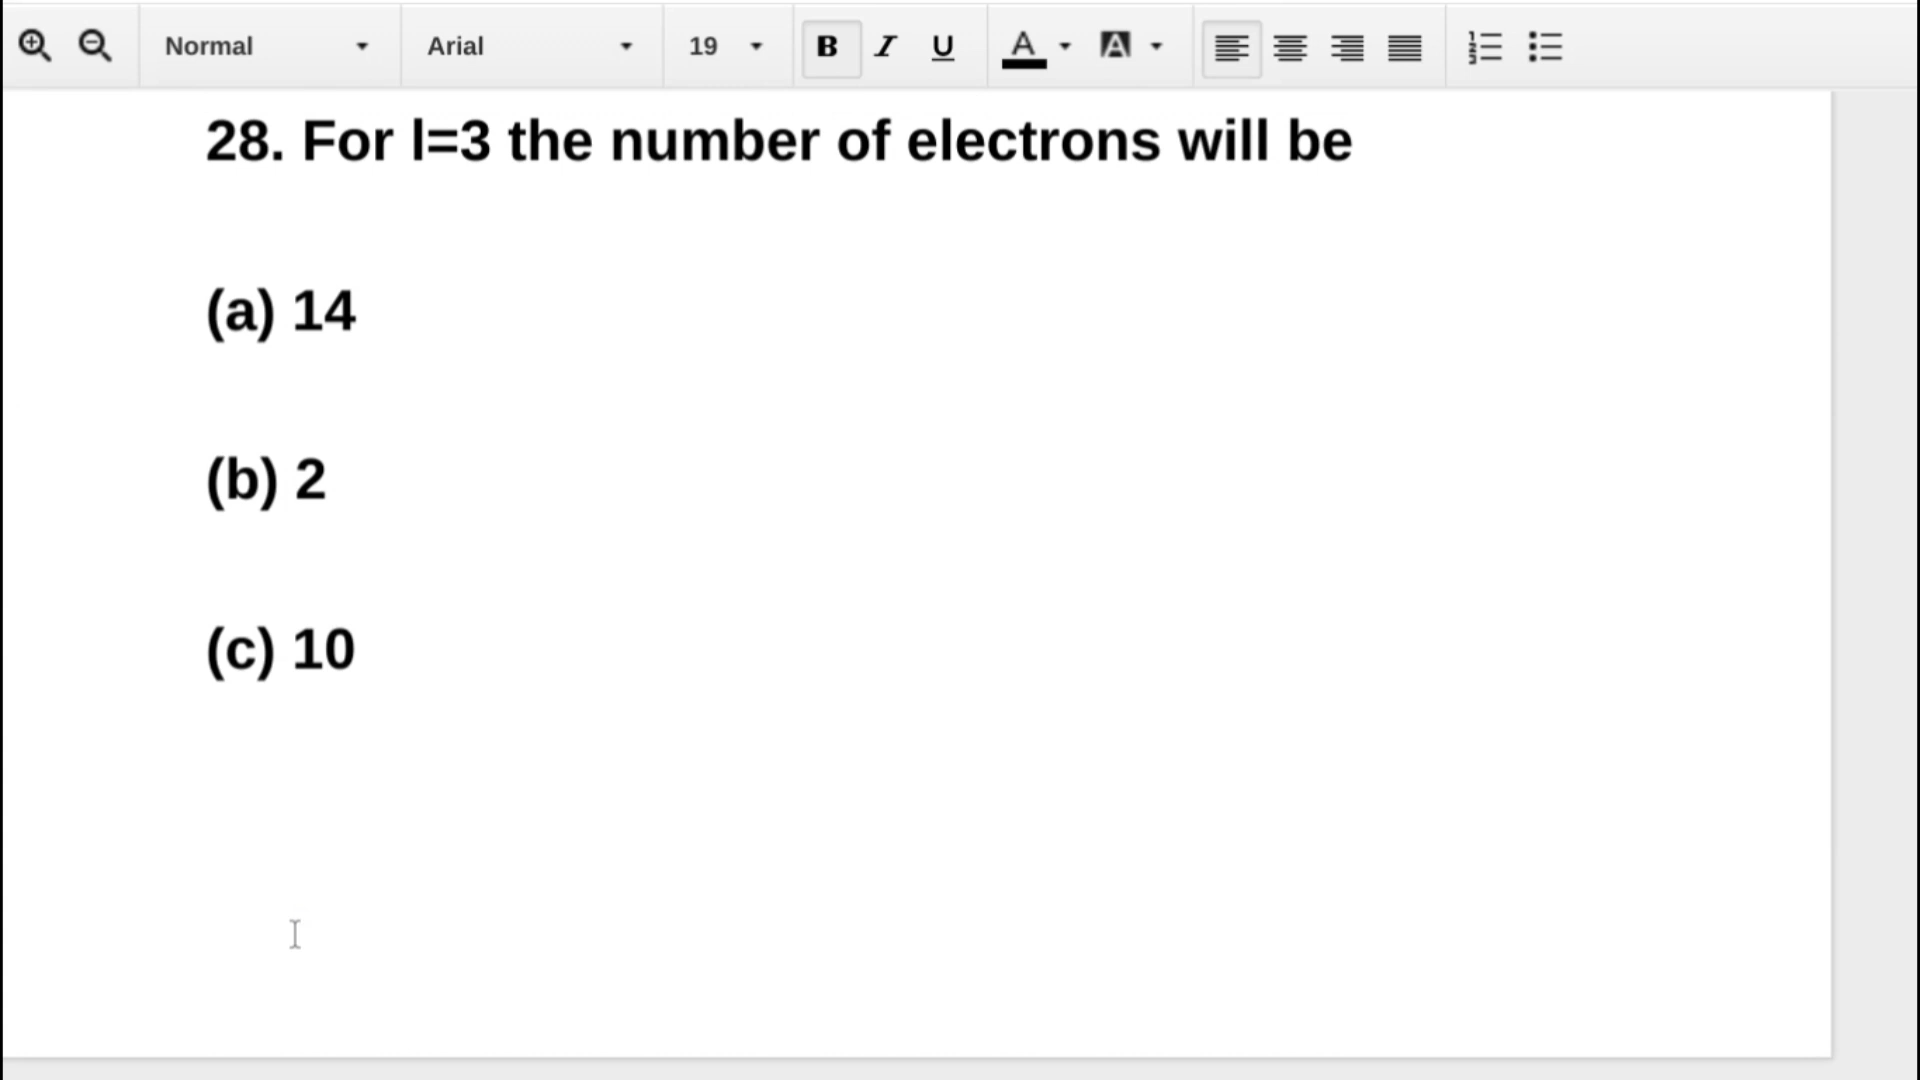 Normal Arial 19 B I U A A
28. For l=3 the number of electrons will be
(a) 14
(b) 2
(c) 10